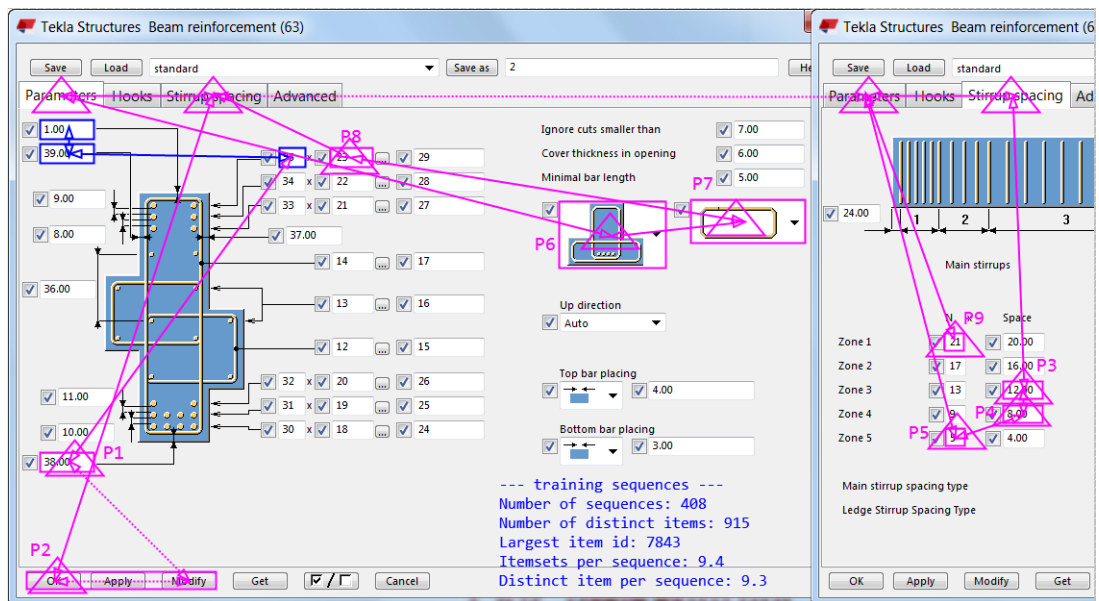 Tekla Structures Beam reinforcement (63)
Save Load standard Save as 2 He
Parameters Hooks Stirrup spacing Advanced
1.00
39.00
x 23 ... 29
34 x 22 ... 28
33 x 21 ... 27
9.00
8.00
37.00
14 ... 17
36.00
13 ... 16
12 ... 15
32 x 20 ... 26
11.00
31 x 19 ... 25
10.00
30 x 18 ... 24
38.00
Ignore cuts smaller than 7.00
Cover thickness in opening 6.00
Minimal bar length 5.00
Up direction
Auto
Top bar placing
4.00
Bottom bar placing
3.00
P8
P7
P6
P1
P2
--- training sequences ---
Number of sequences: 408
Number of distinct items: 915
Largest item id: 7843
Itemsets per sequence: 9.4
Distinct item per sequence: 9.3
OK Apply Modify Get / Cancel
Tekla Structures Beam reinforcement (6
Save Load standard
Parameters Hooks Stirrup spacing Ad
24.00
1 2 3
Main stirrups
P9
Space
Zone 1 21 20.00
Zone 2 17 16.00
P3
Zone 3 13 12.00
P4
Zone 4 9 8.00
P5
Zone 5 5 4.00
Main stirrup spacing type
Ledge Stirrup Spacing Type
OK Apply Modify Get